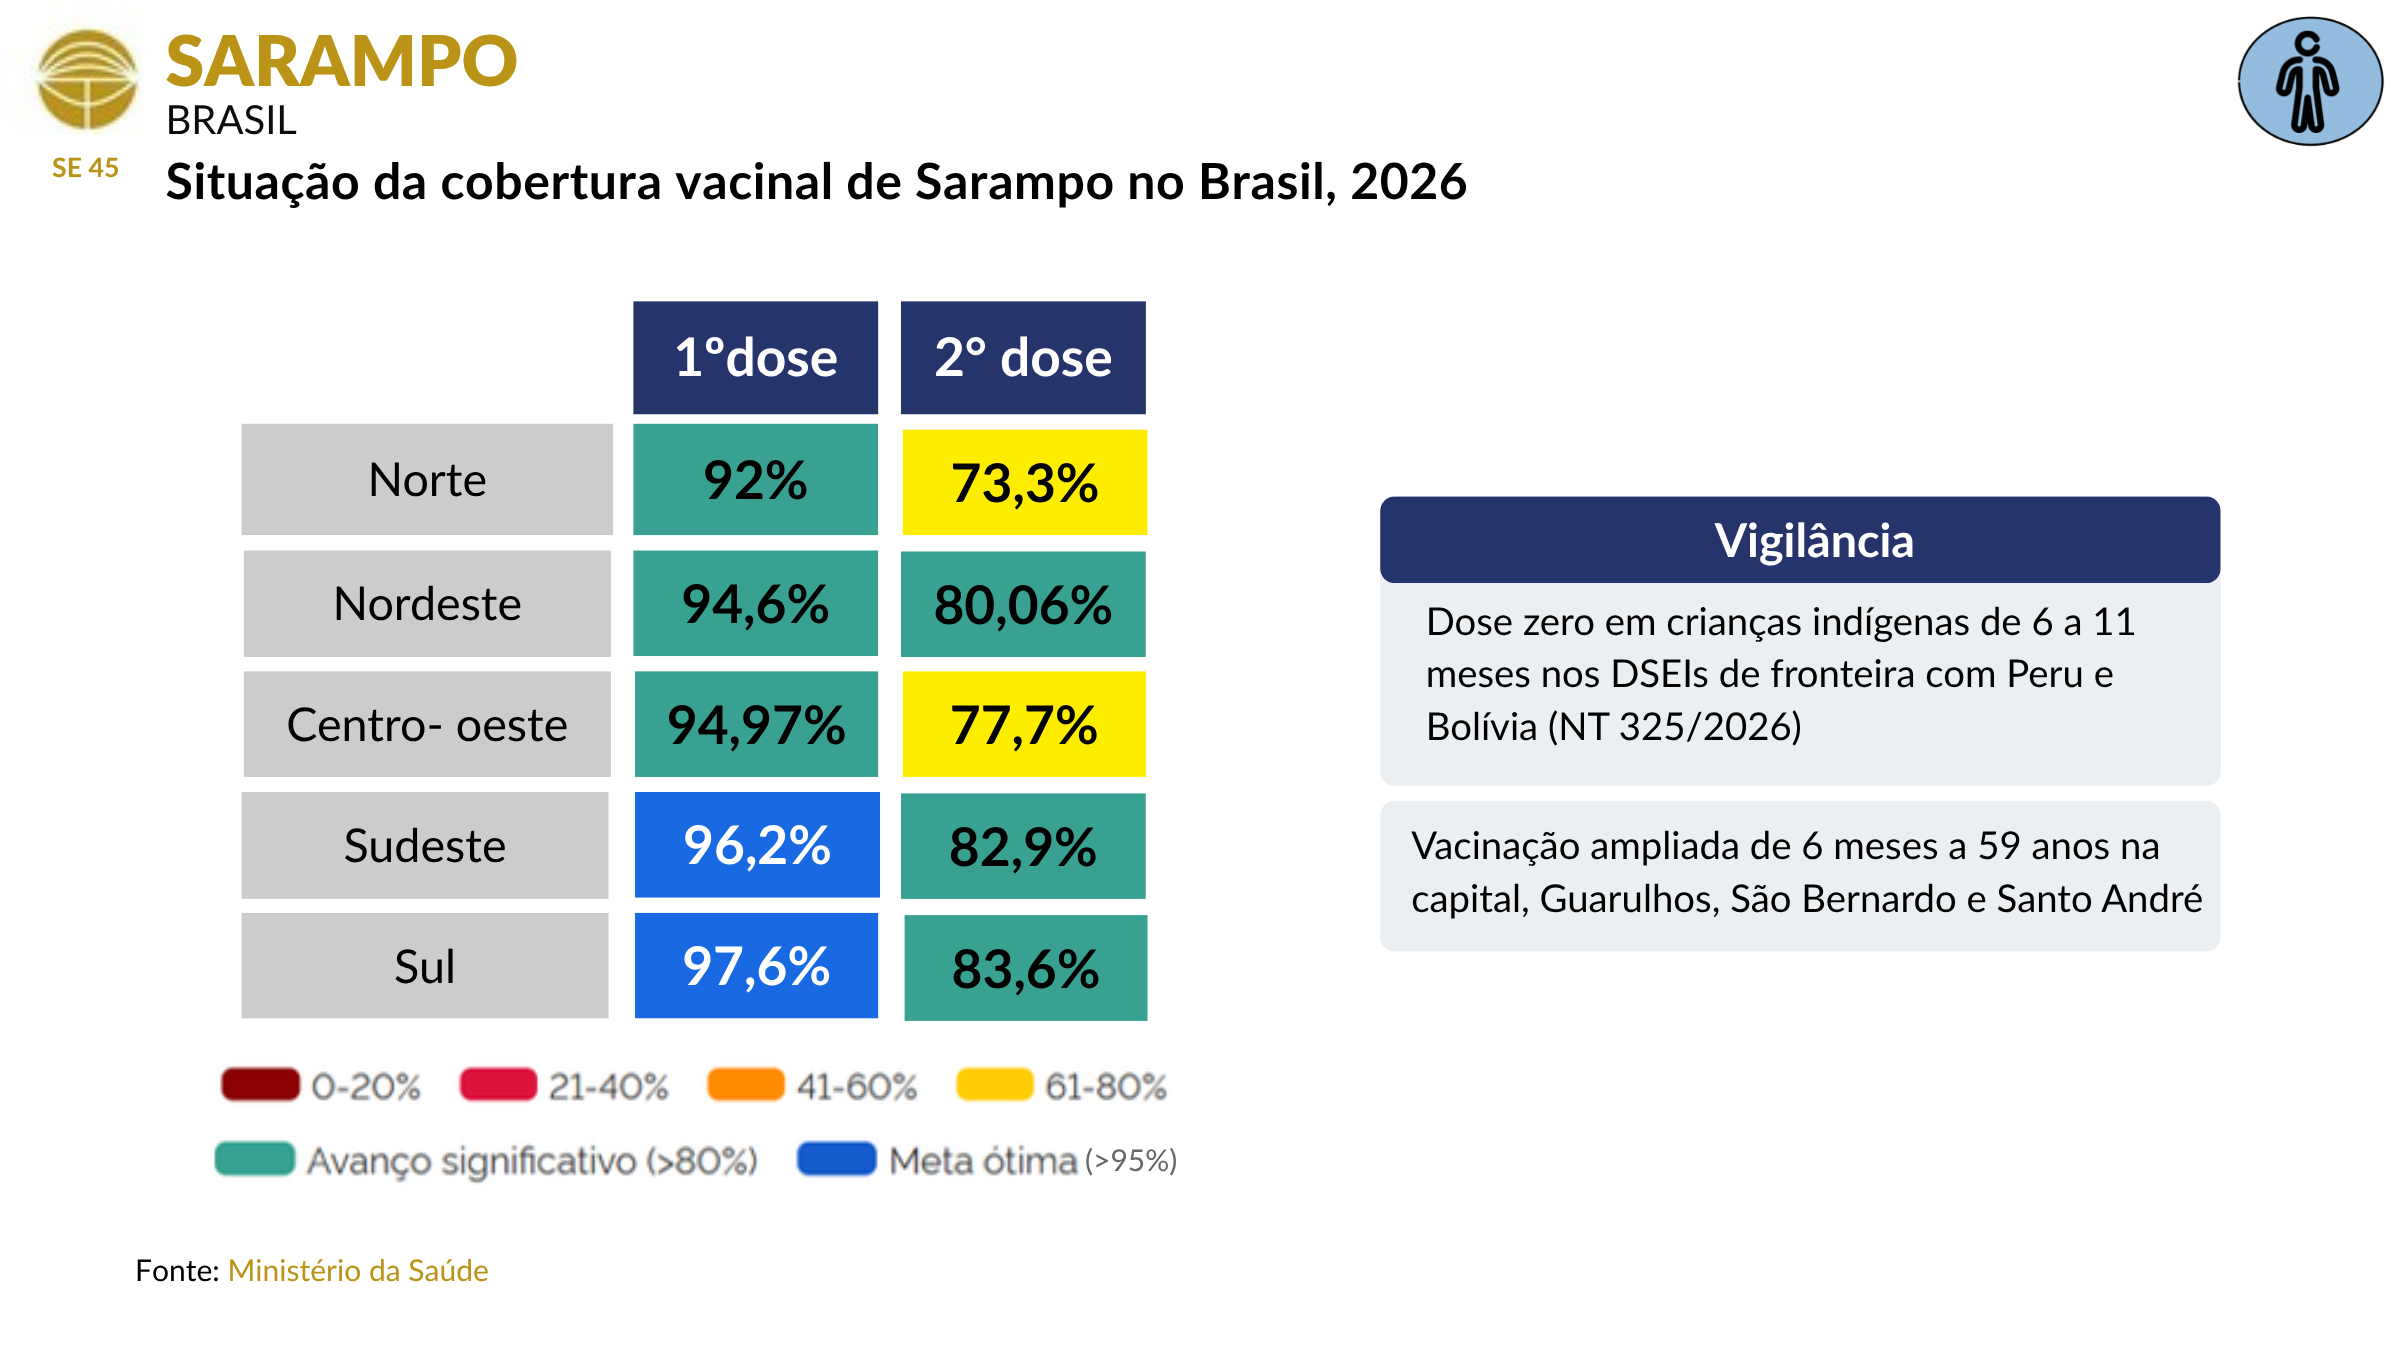 SARAMPO
BRASIL
SE 45
Situação da cobertura vacinal de Sarampo no Brasil, 2026
1ºdose 2° dose
Norte 92% 73,3%
Nordeste 94,6% 80,06%
Centro- oeste 94,97% 77,7%
Sudeste 96,2% 82,9%
Sul 97,6% 83,6%
0-20% 21-40% 41-60% 61-80%
Avanço significativo (>80%) Meta ótima (>95%)
Vigilância
Dose zero em crianças indígenas de 6 a 11
meses nos DSEIs de fronteira com Peru e
Bolívia (NT 325/2026)
Vacinação ampliada de 6 meses a 59 anos na
capital, Guarulhos, São Bernardo e Santo André
Fonte: Ministério da Saúde